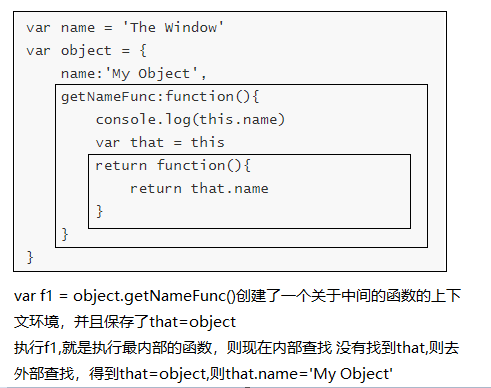 var name = 'The Window'
var object = {
    name:'My Object',
    getNameFunc:function(){
        console.log(this.name)
        var that = this
        return function(){
            return that.name
        }
    }
}
var f1 = object.getNameFunc()创建了一个关于中间的函数的上下
文环境，并且保存了that=object
执行f1,就是执行最内部的函数，则现在内部查找 没有找到that,则去
外部查找，得到that=object,则that.name='My Object'